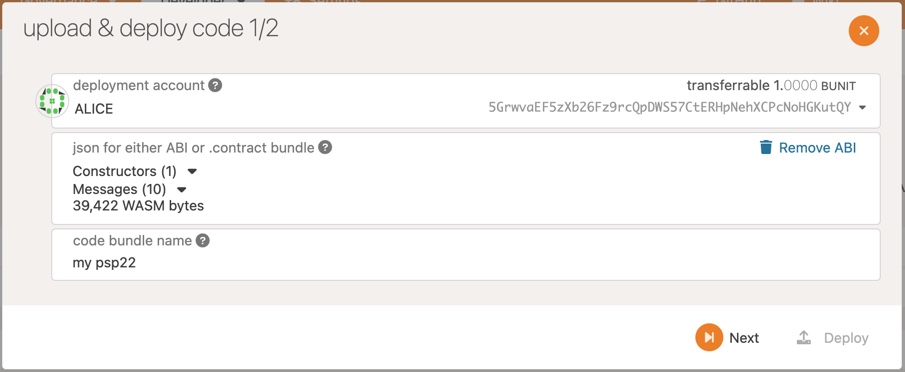 Developer
upload & deploy code 1/2
deployment account
transferrable 1.0000 BUNIT
ALICE
5GrwvaEF5zXb26Fz9rcQpDWS57CtERHpNehXCPcNoHGKutQY
json for either ABI or .contract bundle
Remove ABI
Constructors (1)
Messages (10)
39,422 WASM bytes
code bundle name
my psp22
Next
Deploy